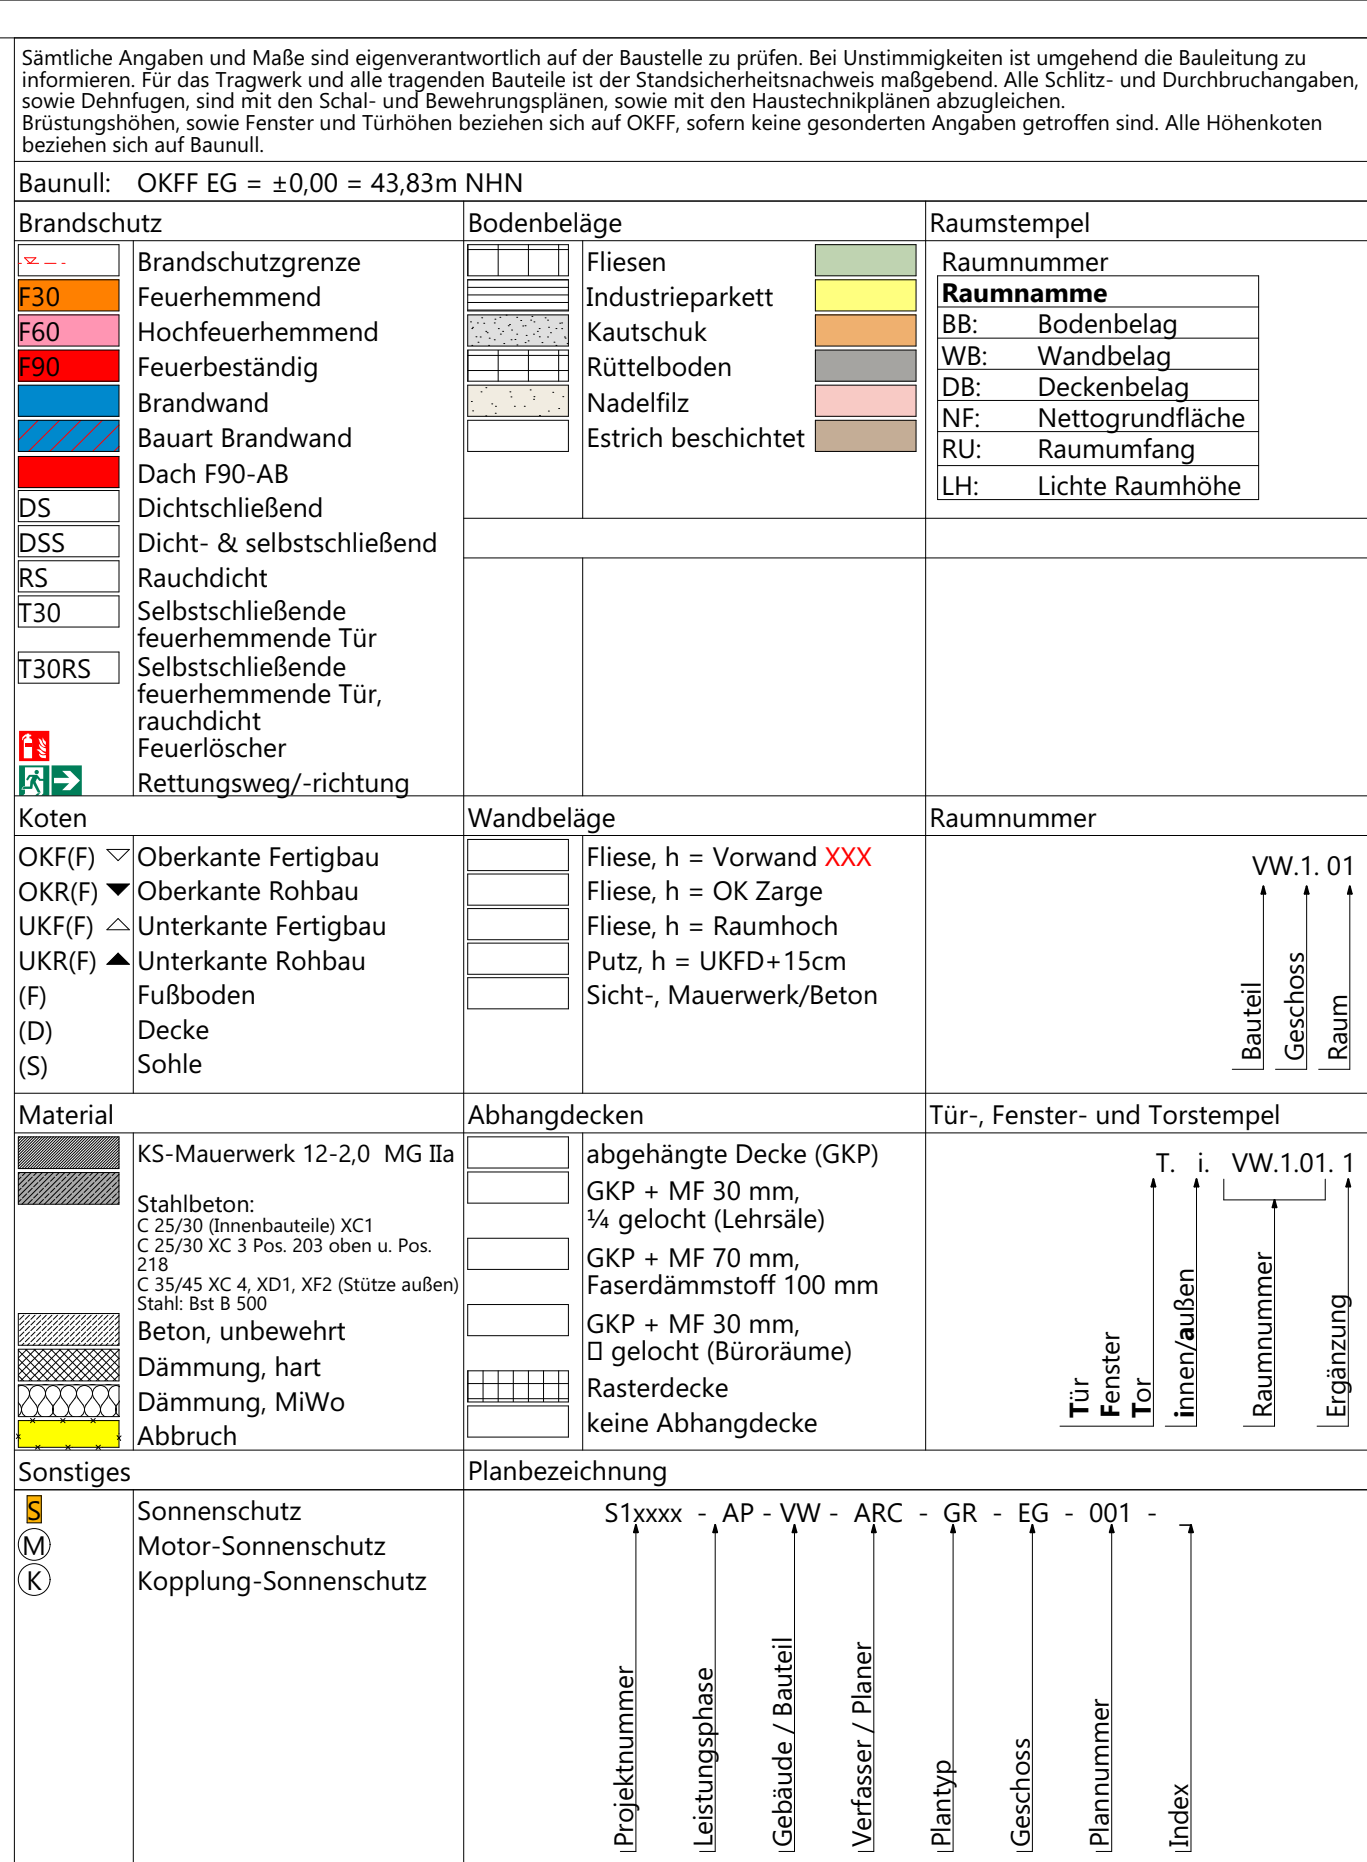 Sämtliche Angaben und Maße sind eigenverantwortlich auf der Baustelle zu prüfen. Bei Unstimmigkeiten ist umgehend die Bauleitung zu
informieren. Für das Tragwerk und alle tragenden Bauteile ist der Standsicherheitsnachweis maßgebend. Alle Schlitz- und Durchbruchangaben,
sowie Dehnfugen, sind mit den Schal- und Bewehrungsplänen, sowie mit den Haustechnikplänen abzugleichen.
Brüstungshöhen, sowie Fenster und Türhöhen beziehen sich auf OKFF, sofern keine gesonderten Angaben getroffen sind. Alle Höhenkoten
beziehen sich auf Baunull.
Baunull: OKFF EG = ±0,00 = 43,83m NHN
Brandschutz
Brandschutzgrenze
F30 Feuerhemmend
F60 Hochfeuerhemmend
F90 Feuerbeständig
Brandwand
Bauart Brandwand
Dach F90-AB
DS Dichtschließend
DSS Dicht- & selbstschließend
RS Rauchdicht
T30 Selbstschließende
feuerhemmende Tür
T30RS Selbstschließende
feuerhemmende Tür,
rauchdicht
Feuerlöscher
Rettungsweg/-richtung
Bodenbeläge
Fliesen
Industrieparkett
Kautschuk
Rüttelboden
Nadelfilz
Estrich beschichtet
Raumstempel
Raumnummer
Raumnamme
BB: Bodenbelag
WB: Wandbelag
DB: Deckenbelag
NF: Nettogrundfläche
RU: Raumumfang
LH: Lichte Raumhöhe
Koten
OKF(F) Oberkante Fertigbau
OKR(F) Oberkante Rohbau
UKF(F) Unterkante Fertigbau
UKR(F) Unterkante Rohbau
(F) Fußboden
(D) Decke
(S) Sohle
Wandbeläge
Fliese, h = Vorwand XXX
Fliese, h = OK Zarge
Fliese, h = Raumhoch
Putz, h = UKFD+15cm
Sicht-, Mauerwerk/Beton
Raumnummer
VW.1. 01
Bauteil
Geschoss
Raum
Material
KS-Mauerwerk 12-2,0 MG IIa
Stahlbeton:
C 25/30 (Innenbauteile) XC1
C 25/30 XC 3 Pos. 203 oben u. Pos.
218
C 35/45 XC 4, XD1, XF2 (Stütze außen)
Stahl: Bst B 500
Beton, unbewehrt
Dämmung, hart
Dämmung, MiWo
Abbruch
Abhangdecken
abgehängte Decke (GKP)
GKP + MF 30 mm,
¼ gelocht (Lehrsäle)
GKP + MF 70 mm,
Faserdämmstoff 100 mm
GKP + MF 30 mm,
▯ gelocht (Büroräume)
Rasterdecke
keine Abhangdecke
Tür-, Fenster- und Torstempel
T. i. VW.1.01. 1
Tür
Fenster
Tor
innen/außen
Raumnummer
Ergänzung
Sonstiges
S Sonnenschutz
M Motor-Sonnenschutz
K Kopplung-Sonnenschutz
Planbezeichnung
S1xxxx - AP - VW - ARC - GR - EG - 001 - _
Projektnummer
Leistungsphase
Gebäude / Bauteil
Verfasser / Planer
Plantyp
Geschoss
Plannummer
Index